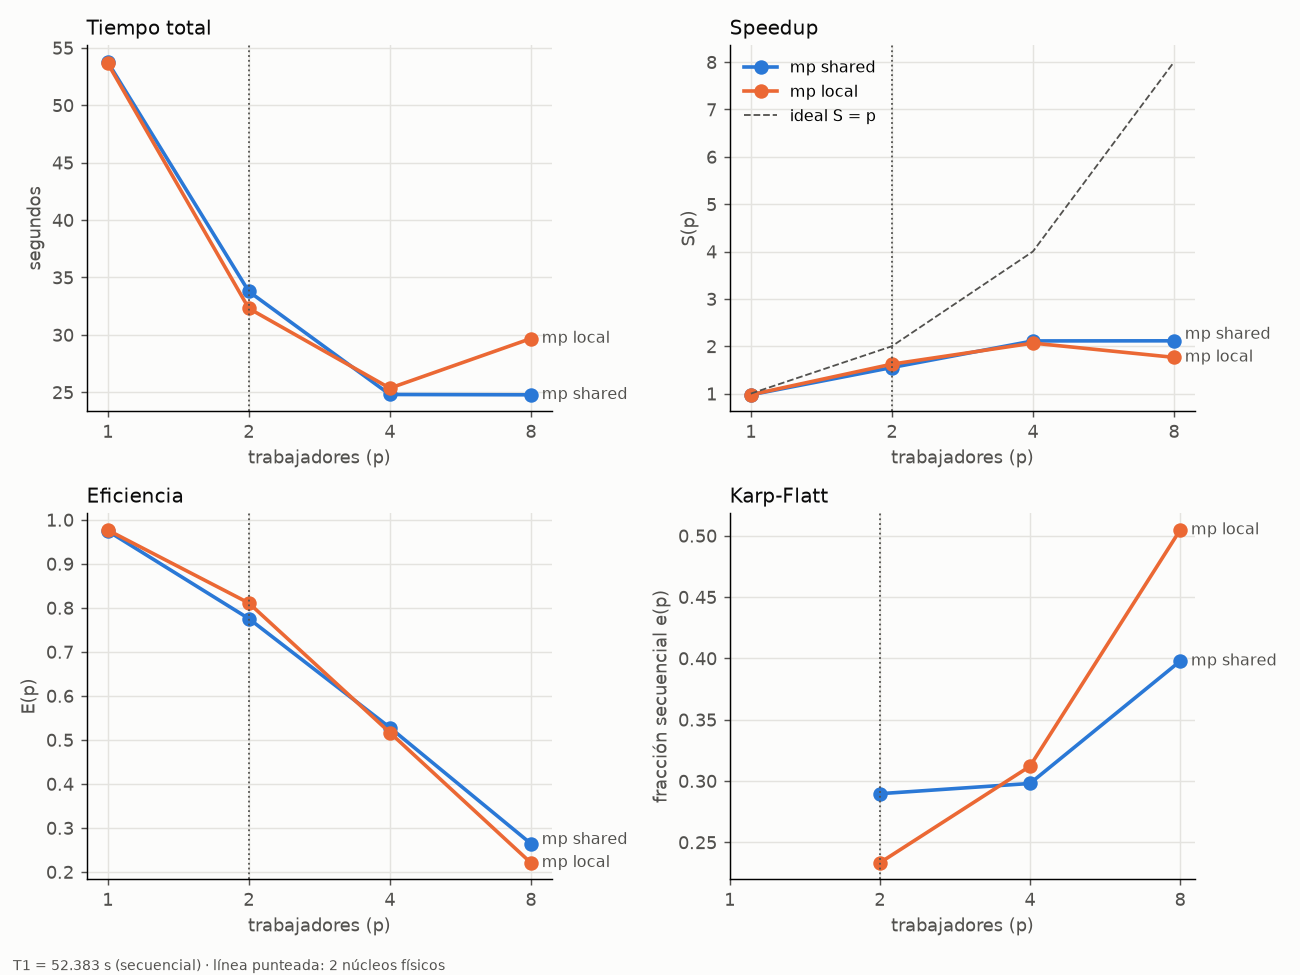 Tiempo total
55
50
45
40
35
30
25
segundos
mp local
mp shared
1 2 4 8
trabajadores (p)
Speedup
mp shared
mp local
ideal S = p
8
7
6
5
4
3
2
1
S(p)
mp shared
mp local
1 2 4 8
trabajadores (p)
Eficiencia
1.0
0.9
0.8
0.7
0.6
0.5
0.4
0.3
0.2
E(p)
mp shared
mp local
1 2 4 8
trabajadores (p)
Karp-Flatt
0.50
0.45
0.40
0.35
0.30
0.25
fracción secuencial e(p)
mp local
mp shared
1 2 4 8
trabajadores (p)
T1 = 52.383 s (secuencial) · línea punteada: 2 núcleos físicos